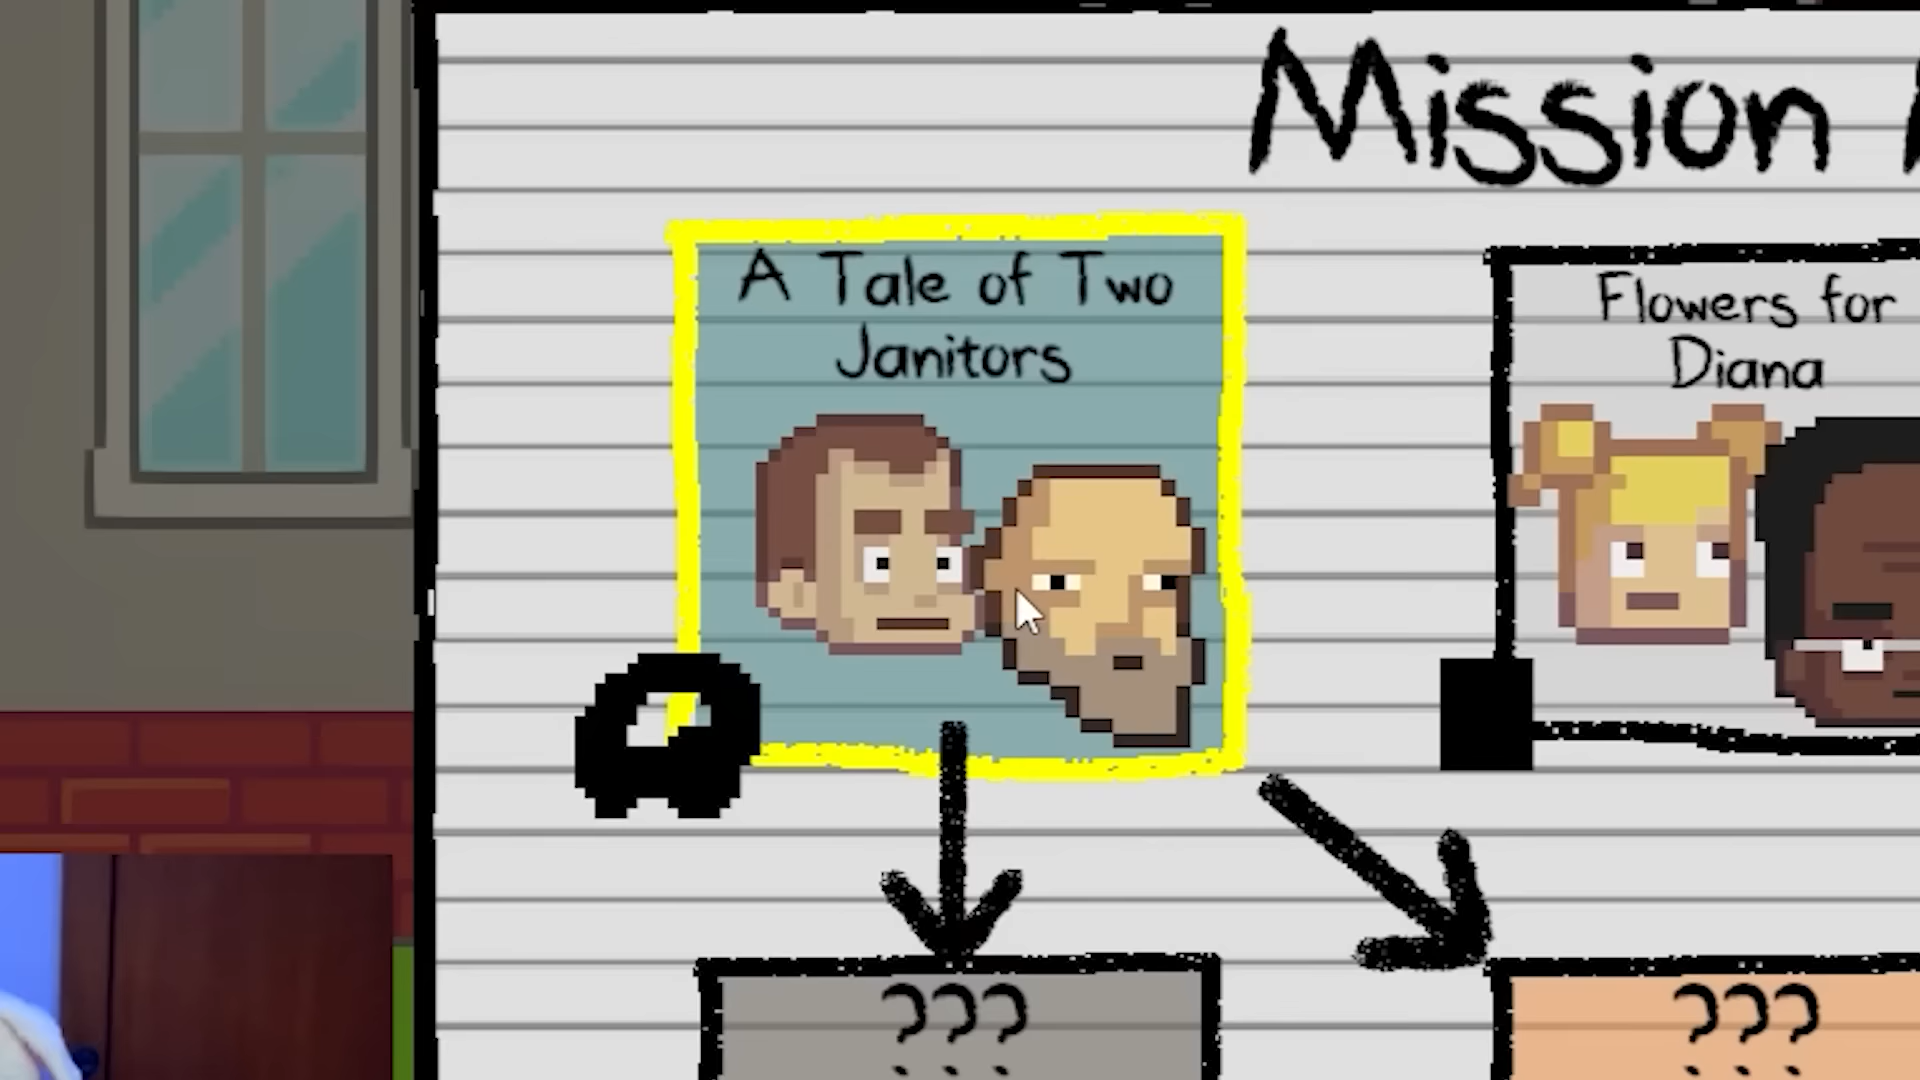 Mission
A Tale of Two
Janitors
Flowers for
Diana
???
???